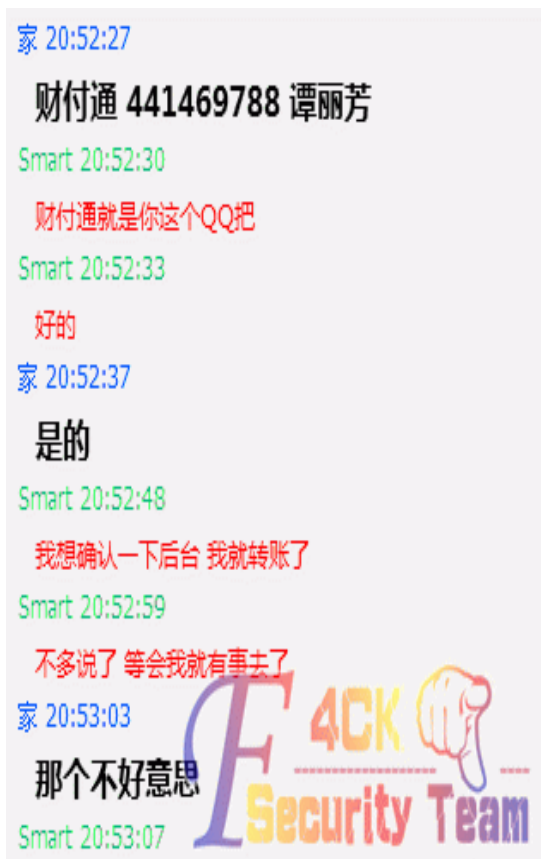 家 20:52:27
财付通 441469788 谭丽芳
Smart 20:52:30
财付通就是你这个QQ把
Smart 20:52:33
好的
家 20:52:37
是的
Smart 20:52:48
我想确认一下后台 我就转账了
Smart 20:52:59
不多说了 等会我就有事去了
家 20:53:03
那个不好意思
Smart 20:53:07
F4CK
Security Team